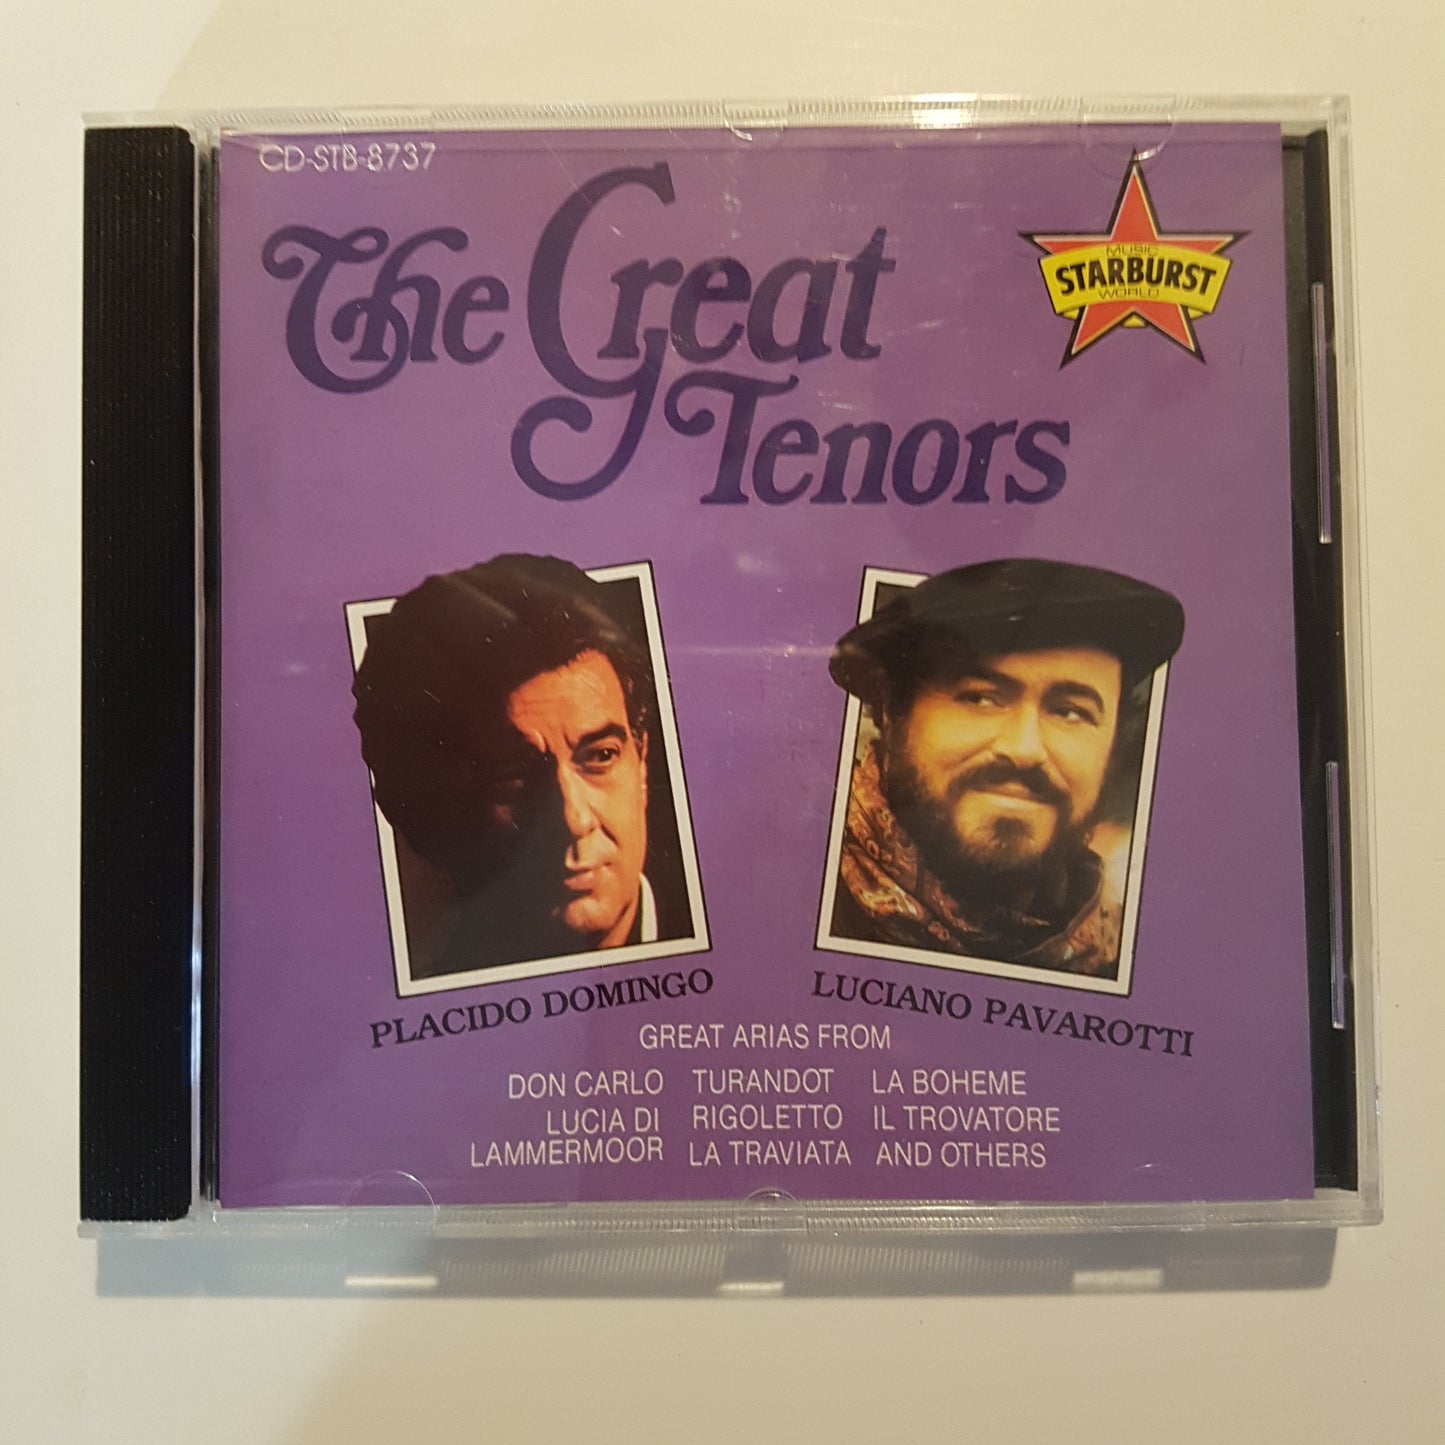 CD-STB-8737
The Great
Tenors
MUSIC
STARBURST
WORLD
PLACIDO DOMINGO
LUCIANO PAVAROTTI
GREAT ARIAS FROM
DON CARLO TURANDOT LA BOHEME
LUCIA DI RIGOLETTO IL TROVATORE
LAMMERMOOR LA TRAVIATA AND OTHERS